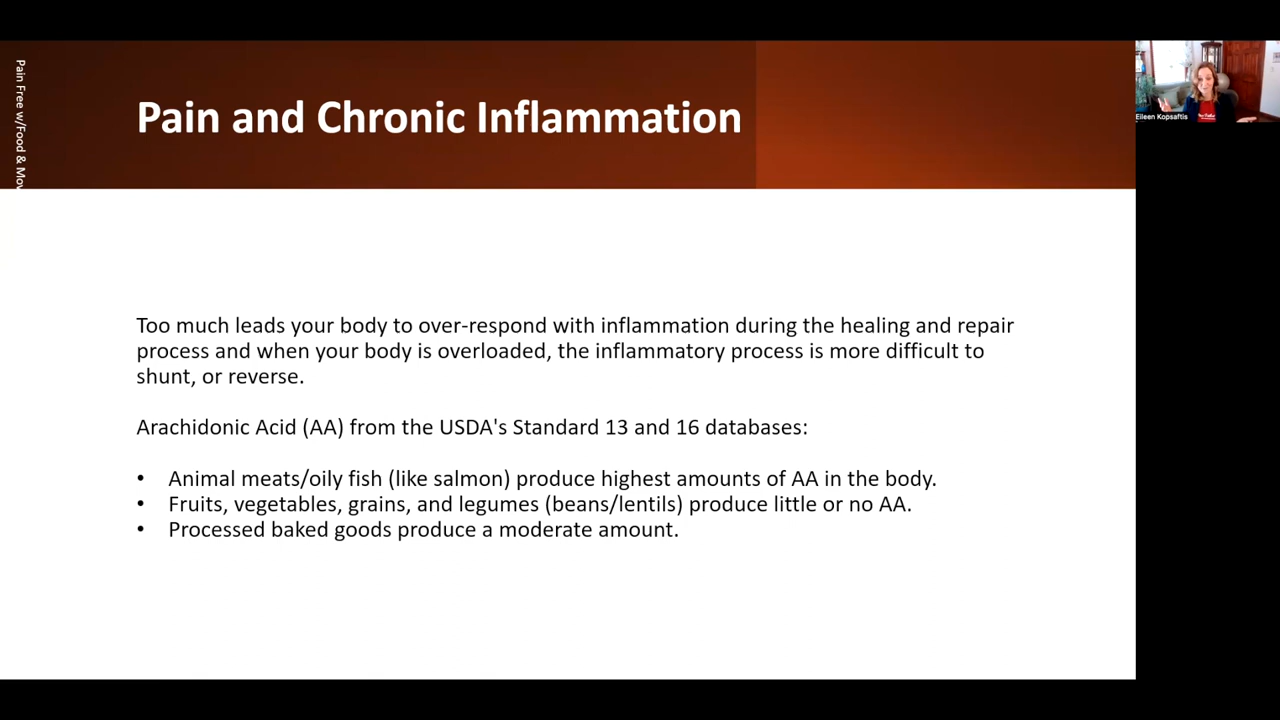 Pain Free w/Food & Mov
Pain and Chronic Inflammation
Eileen Kopsaftis
Too much leads your body to over-respond with inflammation during the healing and repair
process and when your body is overloaded, the inflammatory process is more difficult to
shunt, or reverse.
Arachidonic Acid (AA) from the USDA's Standard 13 and 16 databases:
• Animal meats/oily fish (like salmon) produce highest amounts of AA in the body.
• Fruits, vegetables, grains, and legumes (beans/lentils) produce little or no AA.
• Processed baked goods produce a moderate amount.